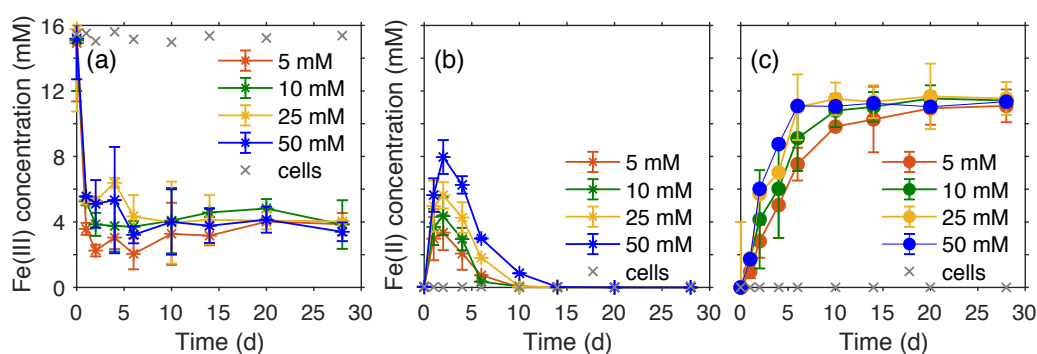 Fe(III) concentration (mM)
16
12
8
4
0
(a)
5 mM
10 mM
25 mM
50 mM
cells
0 5 10 15 20 25 30
Time (d)
Fe(II) concentration (mM)
(b)
5 mM
10 mM
25 mM
50 mM
cells
0 5 10 15 20 25 30
Time (d)
(c)
5 mM
10 mM
25 mM
50 mM
cells
0 5 10 15 20 25 30
Time (d)